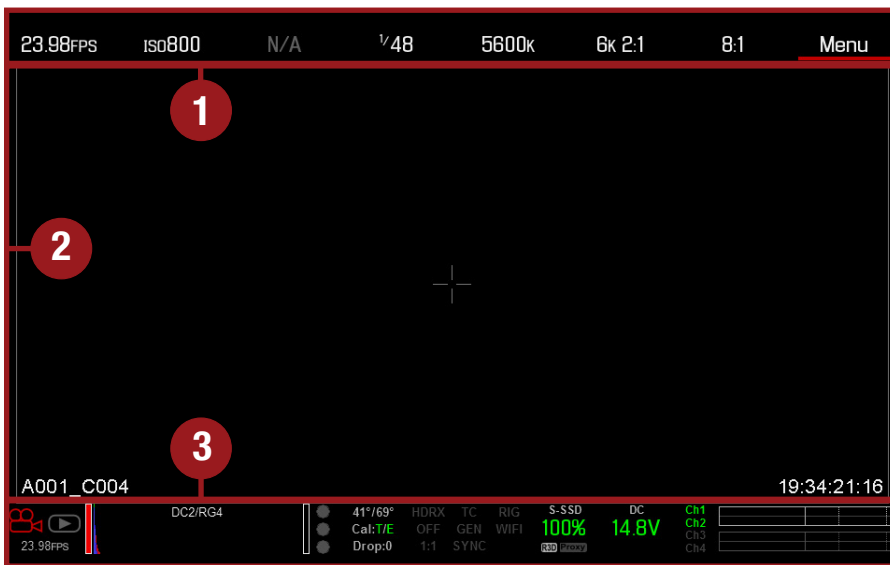 23.98FPS ISO800 N/A 1/48 5600K 6K 2:1 8:1 Menu
1
2
3
A001_C004 19:34:21:16
DC2/RG4 41°/69° HDRX TC RIG S-SSD DC Ch1
Cal:T/E OFF GEN WIFI 100% 14.8V Ch2
23.98FPS Drop:0 1:1 SYNC R3D Proxy Ch3
Ch4